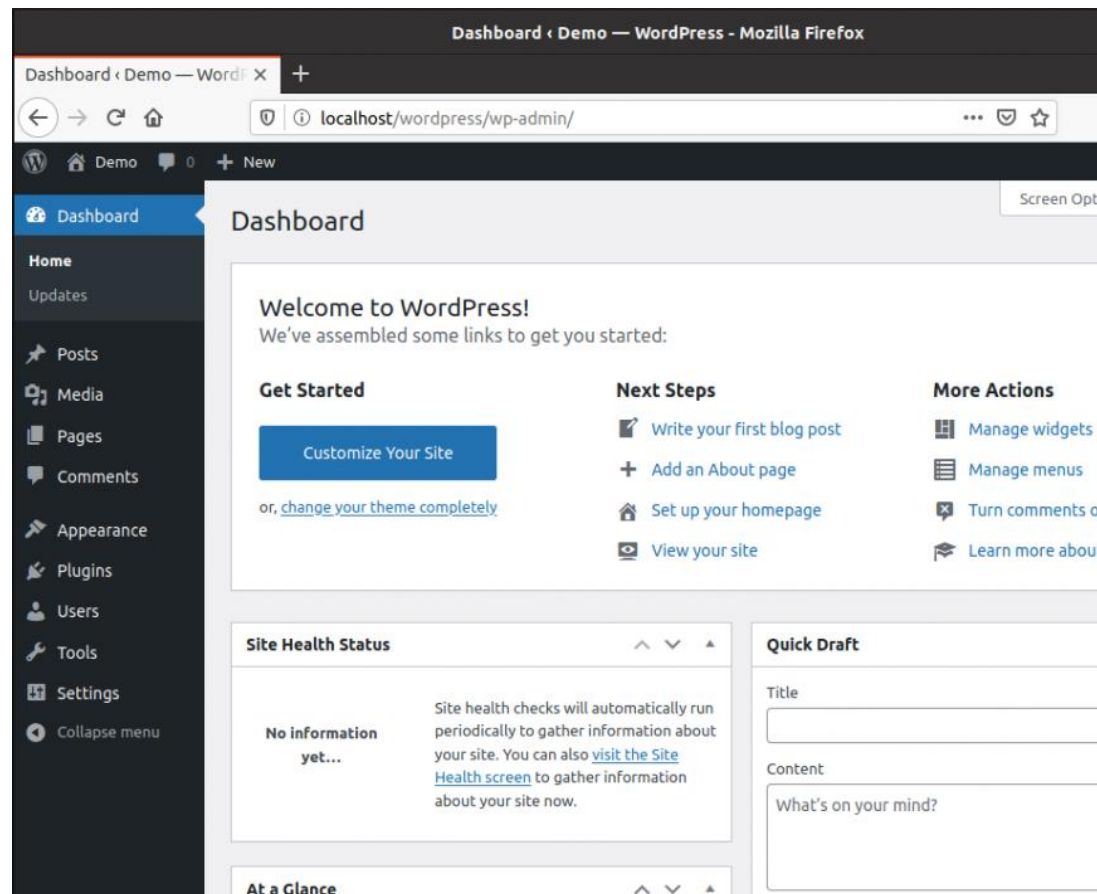 Dashboard ‹ Demo — WordPress - Mozilla Firefox
Dashboard ‹ Demo — WordP
localhost/wordpress/wp-admin/
Demo 0 New
Dashboard
Home
Updates
Posts
Media
Pages
Comments
Appearance
Plugins
Users
Tools
Settings
Collapse menu
Screen Opt
Dashboard
Welcome to WordPress!
We've assembled some links to get you started:
Get Started
Customize Your Site
or, change your theme completely
Next Steps
Write your first blog post
Add an About page
Set up your homepage
View your site
More Actions
Manage widgets
Manage menus
Turn comments o
Learn more abou
Site Health Status
No information
yet...
Site health checks will automatically run
periodically to gather information about
your site. You can also visit the Site
Health screen to gather information
about your site now.
At a Glance
Quick Draft
Title
Content
What's on your mind?